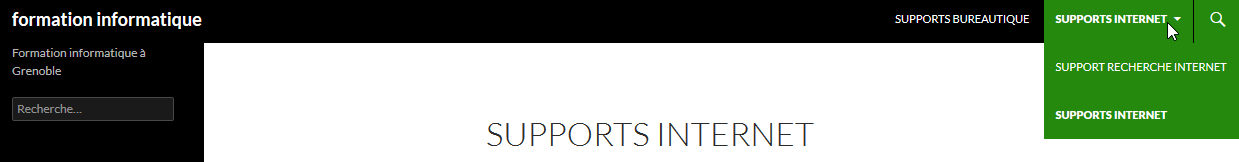 formation informatique
SUPPORTS BUREAUTIQUE
SUPPORTS INTERNET
Formation informatique à
Grenoble
SUPPORT RECHERCHE INTERNET
Recherche...
SUPPORTS INTERNET
SUPPORTS INTERNET